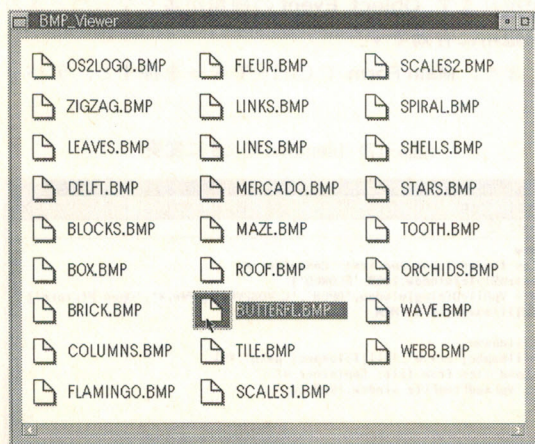 BMP_Viewer
OS2LOGO.BMP FLEUR.BMP SCALES2.BMP
ZIGZAG.BMP LINKS.BMP SPIRAL.BMP
LEAVES.BMP LINES.BMP SHELLS.BMP
DELFT.BMP MERCADO.BMP STARS.BMP
BLOCKS.BMP MAZE.BMP TOOTH.BMP
BOX.BMP ROOF.BMP ORCHIDS.BMP
BRICK.BMP BUTTERFL.BMP WAVE.BMP
COLUMNS.BMP TILE.BMP WEBB.BMP
FLAMINGO.BMP SCALES1.BMP